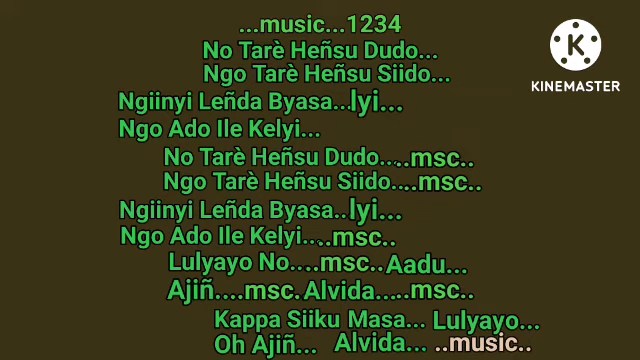 ...music...1234
No Tarè Heñsu Dudo...
Ngo Tarè Heñsu Siido...
Ngiinyi Leñda Byasa...lyi...
Ngo Ado Ile Kelyi...
No Tarè Heñsu Dudo.....msc..
Ngo Tarè Heñsu Siido....msc..
Ngiinyi Leñda Byasa..lyi...
Ngo Ado Ile Kelyi.....msc..
Lulyayo No.....msc..Aadu...
Ajiñ....msc.Alvida.....msc..
Kappa Siiku Masa... Lulyayo...
Oh Ajiñ... Alvida... ..music..
K
KINEMASTER